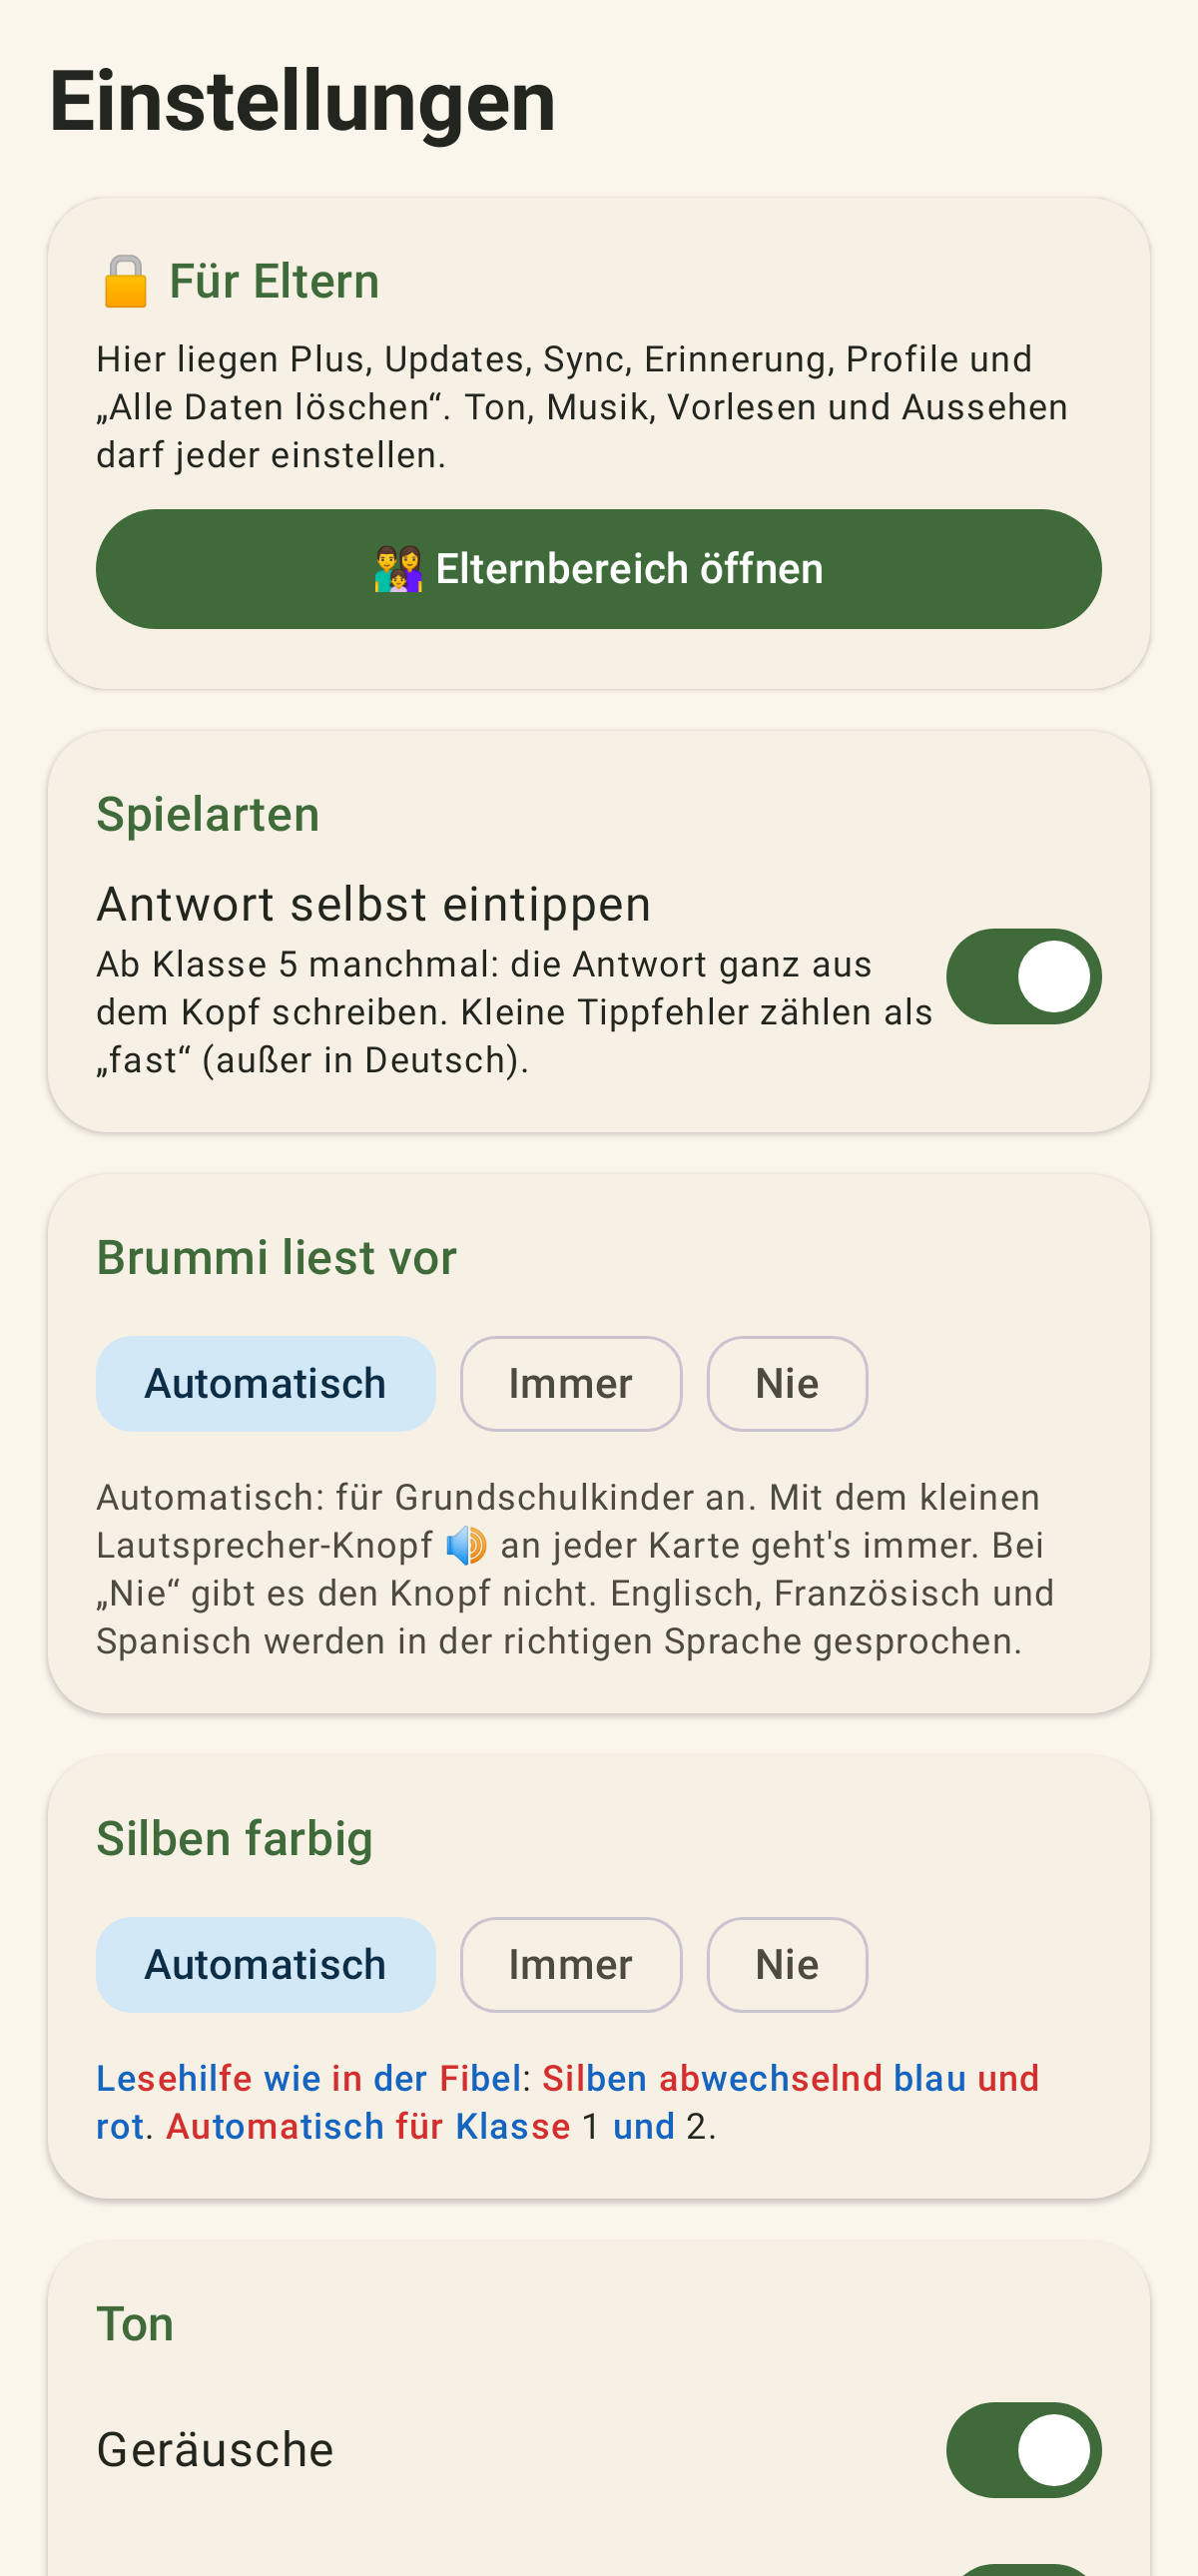 Einstellungen
Für Eltern
Hier liegen Plus, Updates, Sync, Erinnerung, Profile und
„Alle Daten löschen“. Ton, Musik, Vorlesen und Aussehen
darf jeder einstellen.
Elternbereich öffnen
Spielarten
Antwort selbst eintippen
Ab Klasse 5 manchmal: die Antwort ganz aus
dem Kopf schreiben. Kleine Tippfehler zählen als
„fast“ (außer in Deutsch).
Brummi liest vor
Automatisch Immer Nie
Automatisch: für Grundschulkinder an. Mit dem kleinen
Lautsprecher-Knopf 🔊 an jeder Karte geht's immer. Bei
„Nie“ gibt es den Knopf nicht. Englisch, Französisch und
Spanisch werden in der richtigen Sprache gesprochen.
Silben farbig
Automatisch Immer Nie
Lesehilfe wie in der Fibel: Silben abwechselnd blau und
rot. Automatisch für Klasse 1 und 2.
Ton
Geräusche